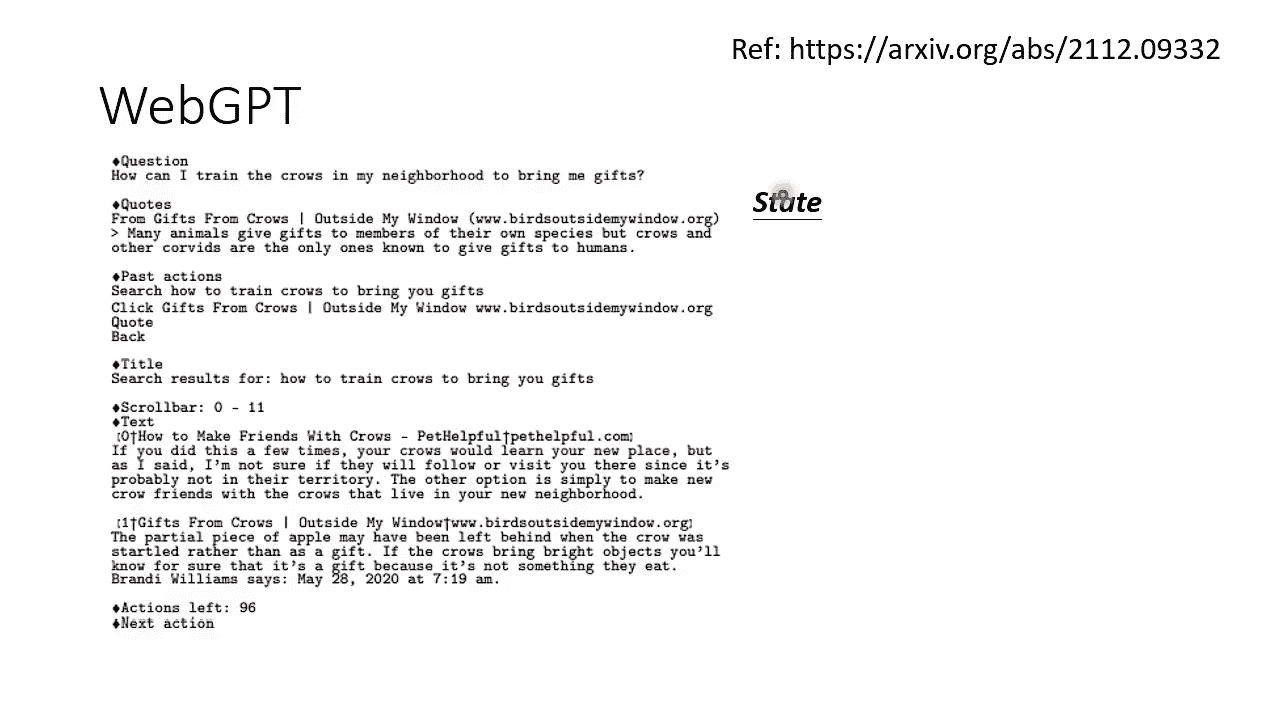 Ref: https://arxiv.org/abs/2112.09332
WebGPT
♦Question
How can I train the crows in my neighborhood to bring me gifts?
♦Quotes
From Gifts From Crows | Outside My Window (www.birdsoutsidemywindow.org)
> Many animals give gifts to members of their own species but crows and
other corvids are the only ones known to give gifts to humans.
♦Past actions
Search how to train crows to bring you gifts
Click Gifts From Crows | Outside My Window www.birdsoutsidemywindow.org
Quote
Back
♦Title
Search results for: how to train crows to bring you gifts
♦Scrollbar: 0 - 11
♦Text
【0†How to Make Friends With Crows - PetHelpful†pethelpful.com】
If you did this a few times, your crows would learn your new place, but
as I said, I'm not sure if they will follow or visit you there since it's
probably not in their territory. The other option is simply to make new
crow friends with the crows that live in your new neighborhood.
【1†Gifts From Crows | Outside My Window†www.birdsoutsidemywindow.org】
The partial piece of apple may have been left behind when the crow was
startled rather than as a gift. If the crows bring bright objects you'll
know for sure that it's a gift because it's not something they eat.
Brandi Williams says: May 28, 2020 at 7:19 am.
♦Actions left: 96
♦Next action
State